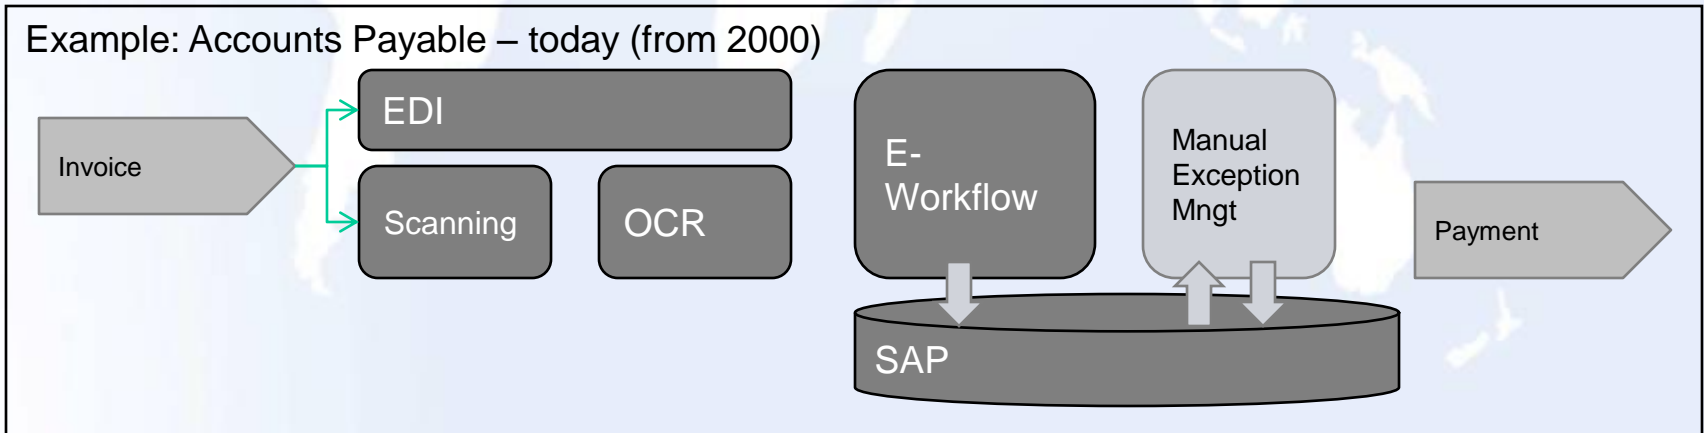 Example: Accounts Payable – today (from 2000)
Invoice
EDI
Scanning
OCR
E-
Workflow
Manual
Exception
Mngt
Payment
SAP